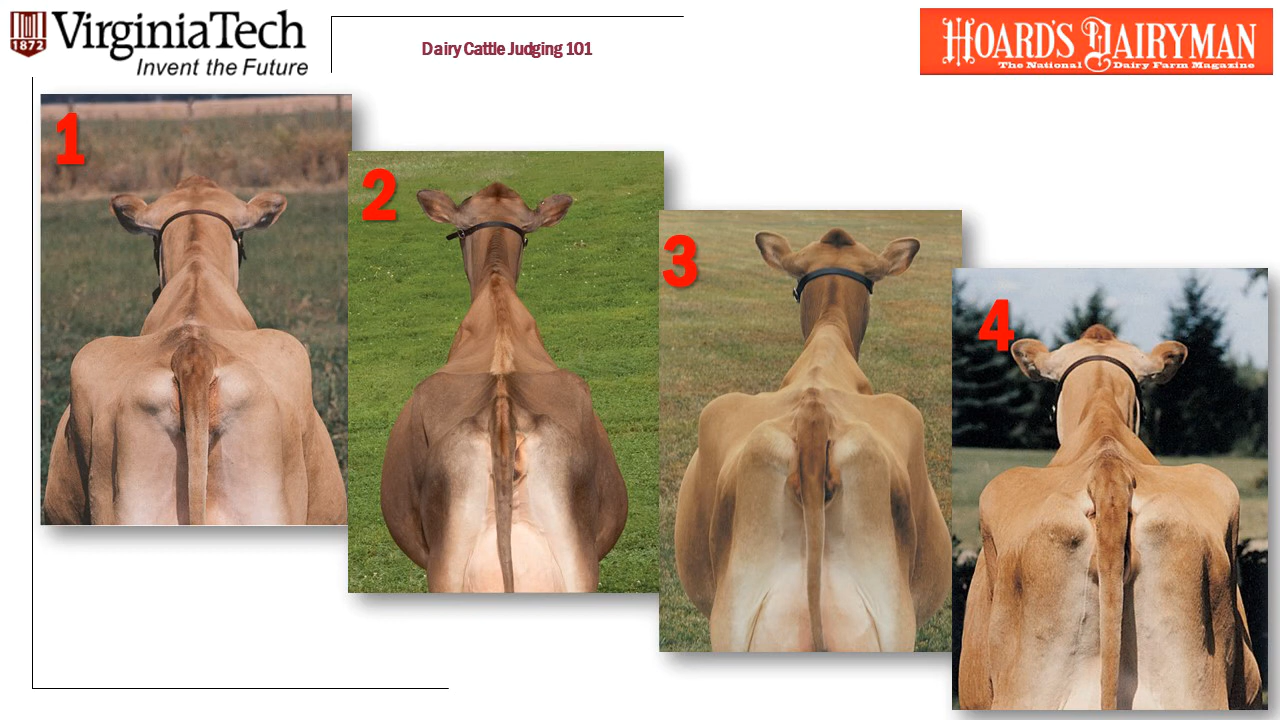 VirginiaTech
1872
Invent the Future
Dairy Cattle Judging 101
HOARD'S DAIRYMAN
The National Dairy Farm Magazine
1
2
3
4